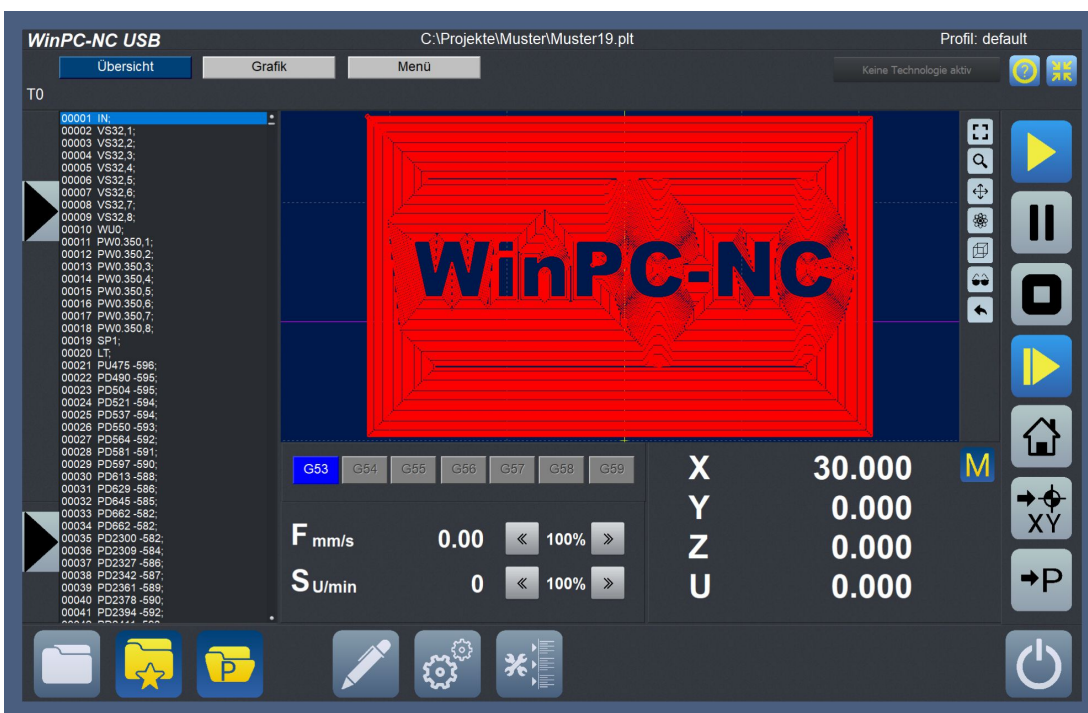 WinPC-NC USB
C:\Projekte\Muster\Muster19.plt
Profil: default
Übersicht
Grafik
Menü
Keine Technologie aktiv
?
T0
00001 IN;
00002 VS32,1;
00003 VS32,2;
00004 VS32,3;
00005 VS32,4;
00006 VS32,5;
00007 VS32,6;
00008 VS32,7;
00009 VS32,8;
00010 WU0;
00011 PW0.350,1;
00012 PW0.350,2;
00013 PW0.350,3;
00014 PW0.350,4;
00015 PW0.350,5;
00016 PW0.350,6;
00017 PW0.350,7;
00018 PW0.350,8;
00019 SP1;
00020 LT;
00021 PU475 -596;
00022 PD490 -595;
00023 PD504 -595;
00024 PD521 -594;
00025 PD537 -594;
00026 PD550 -593;
00027 PD564 -592;
00028 PD581 -591;
00029 PD597 -590;
00030 PD613 -588;
00031 PD629 -586;
00032 PD645 -585;
00033 PD662 -582;
00034 PD662 -582;
00035 PD2300 -582;
00036 PD2309 -584;
00037 PD2327 -586;
00038 PD2342 -587;
00039 PD2361 -589;
00040 PD2378 -590;
00041 PD2394 -592;
WinPC-NC
G53 G54 G55 G56 G57 G58 G59
F mm/s 0.00 100%
S U/min 0 100%
X 30.000
Y 0.000
Z 0.000
U 0.000
M
XY
P
P